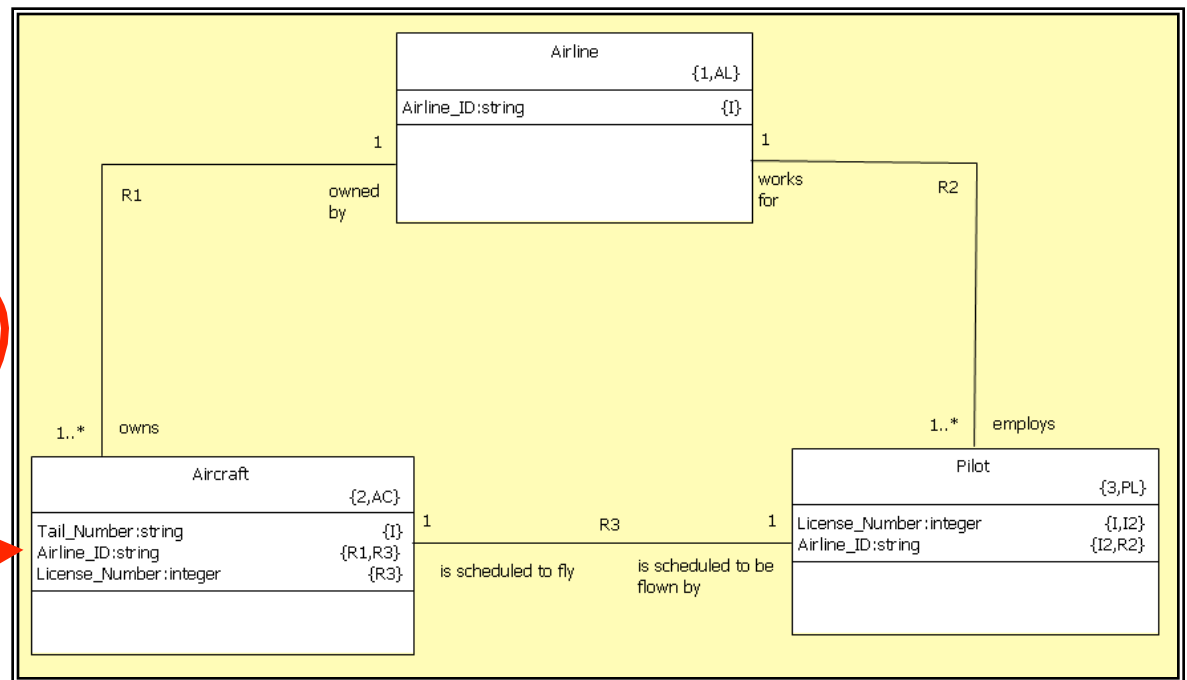 Airline
{1,AL}
Airline_ID:string {I}
1
1
R1
owned
by
works
for
R2
1..*
owns
1..*
employs
Aircraft
{2,AC}
Tail_Number:string {I}
Airline_ID:string {R1,R3}
License_Number:integer {R3}
1
R3
1
is scheduled to fly
is scheduled to be
flown by
Pilot
{3,PL}
License_Number:integer {I,I2}
Airline_ID:string {I2,R2}